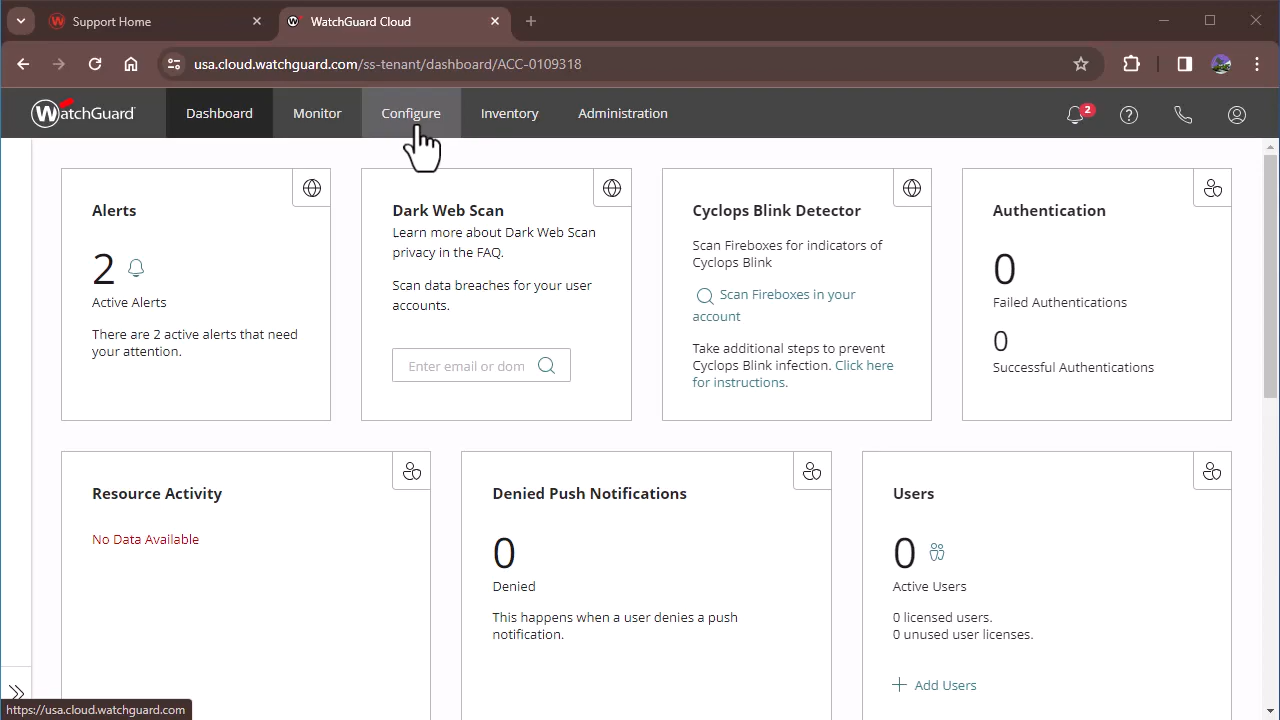 Support Home
WatchGuard Cloud
usa.cloud.watchguard.com/ss-tenant/dashboard/ACC-0109318
WatchGuard
Dashboard
Monitor
Configure
Inventory
Administration
2
Alerts
2
Active Alerts
There are 2 active alerts that need
your attention.
Dark Web Scan
Learn more about Dark Web Scan
privacy in the FAQ.
Scan data breaches for your user
accounts.
Enter email or dom
Cyclops Blink Detector
Scan Fireboxes for indicators of
Cyclops Blink
Scan Fireboxes in your
account
Take additional steps to prevent
Cyclops Blink infection. Click here
for instructions.
Authentication
0
Failed Authentications
0
Successful Authentications
Resource Activity
No Data Available
Denied Push Notifications
0
Denied
This happens when a user denies a push
notification.
Users
0
Active Users
0 licensed users.
0 unused user licenses.
Add Users
https://usa.cloud.watchguard.com